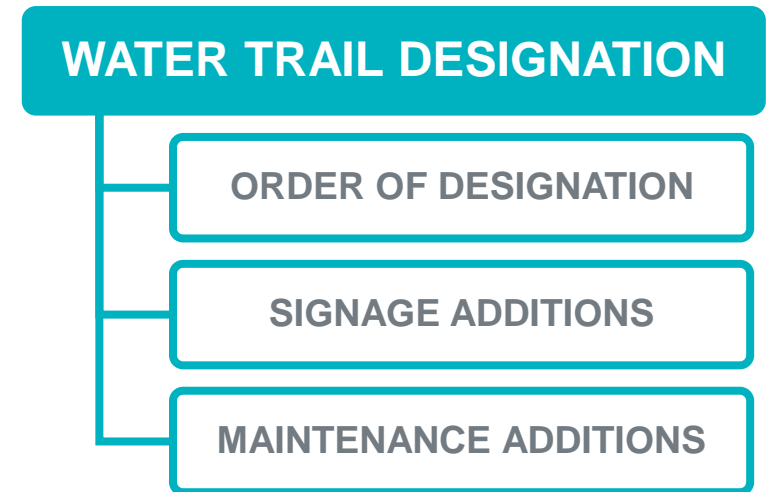 WATER TRAIL DESIGNATION
ORDER OF DESIGNATION
SIGNAGE ADDITIONS
MAINTENANCE ADDITIONS